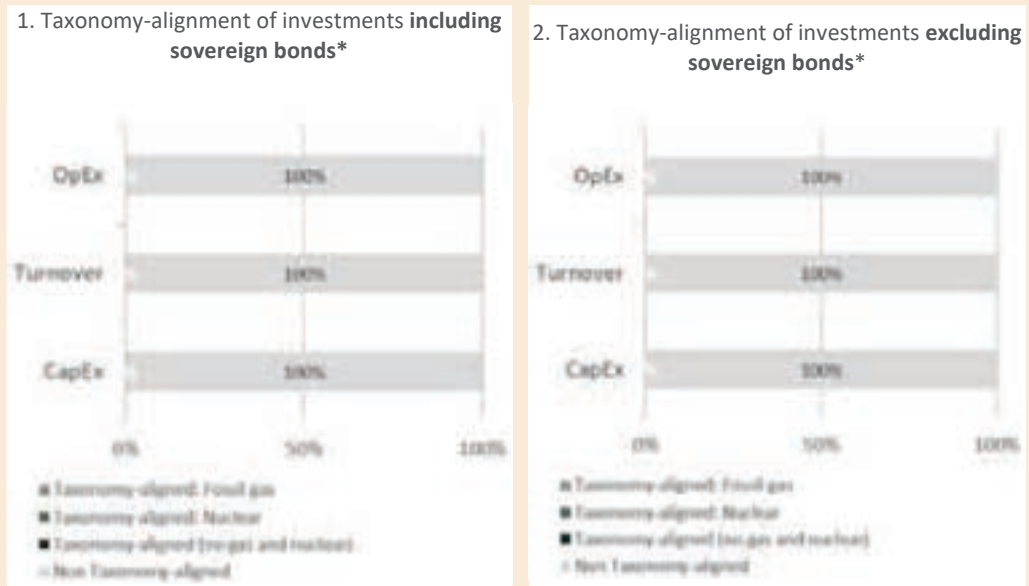 1. Taxonomy-alignment of investments including
sovereign bonds*
OpEx
100%
Turnover
100%
CapEx
100%
0%
50%
100%
Taxonomy-aligned: Fossil gas
Taxonomy-aligned: Nuclear
Taxonomy-aligned (no gas and nuclear)
Non Taxonomy-aligned
2. Taxonomy-alignment of investments excluding
sovereign bonds*
OpEx
100%
Turnover
100%
CapEx
100%
0%
50%
100%
Taxonomy-aligned: Fossil gas
Taxonomy-aligned: Nuclear
Taxonomy-aligned (no gas and nuclear)
Non Taxonomy-aligned